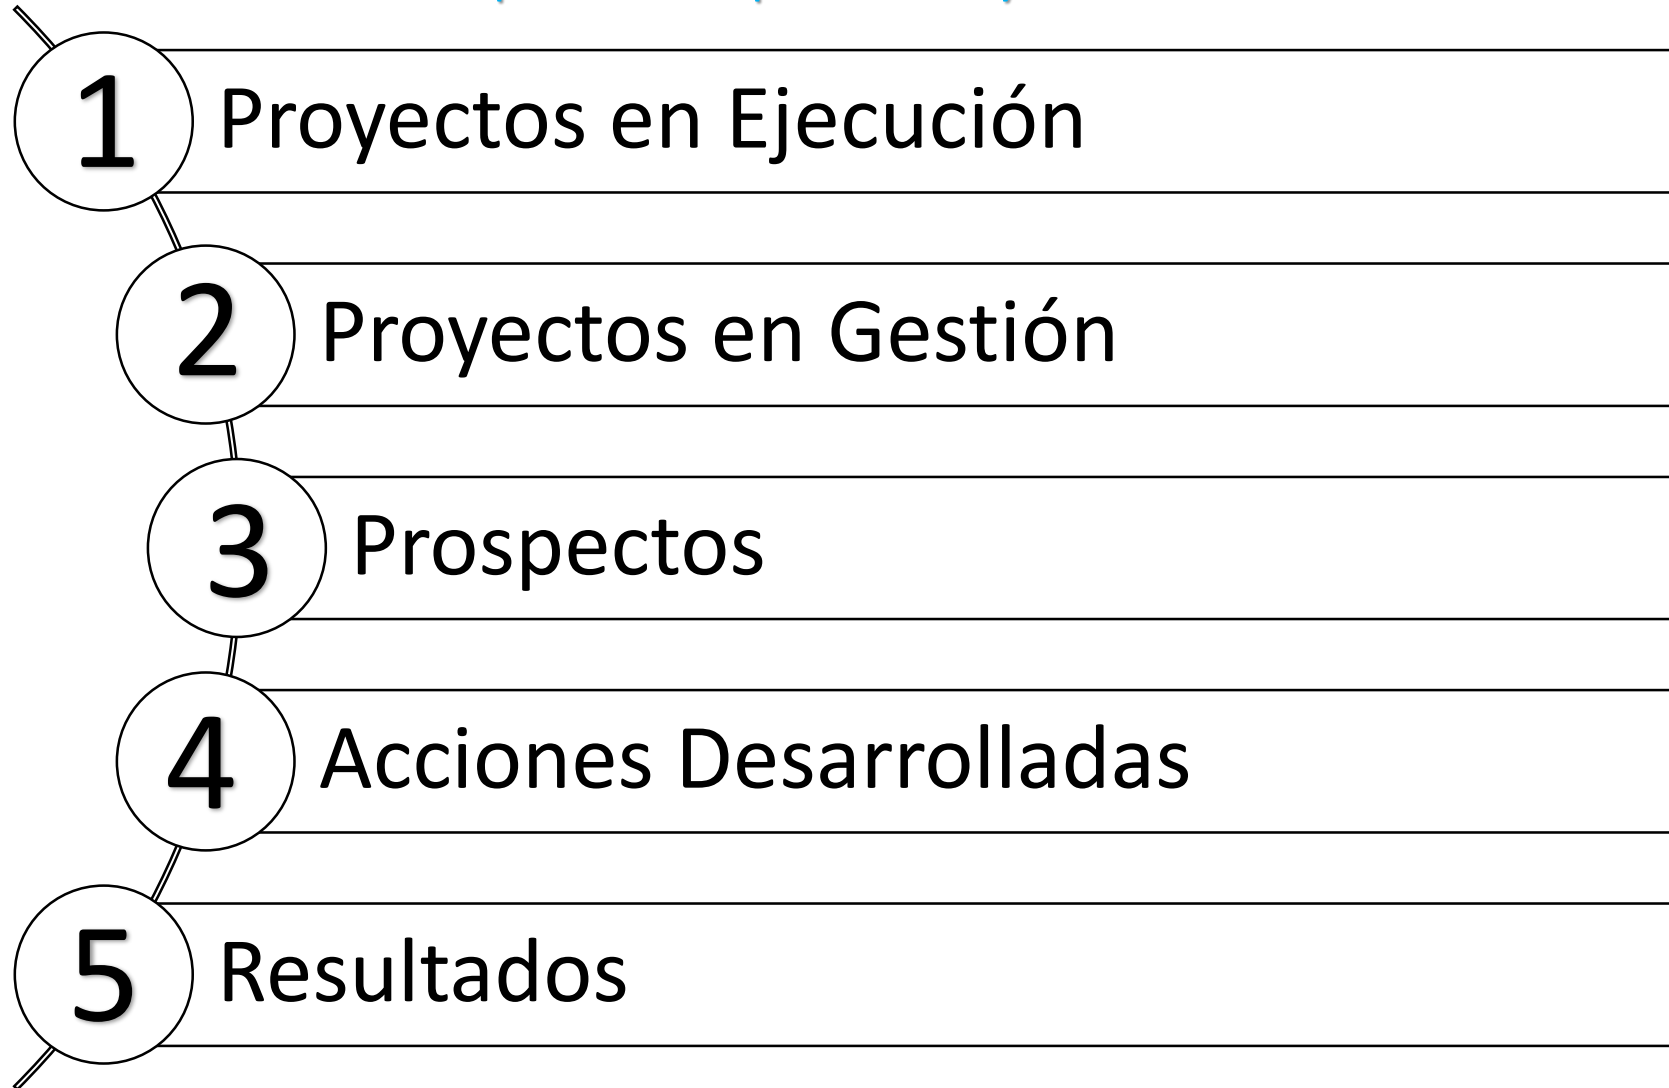 1 Proyectos en Ejecución
2 Proyectos en Gestión
3 Prospectos
4 Acciones Desarrolladas
5 Resultados